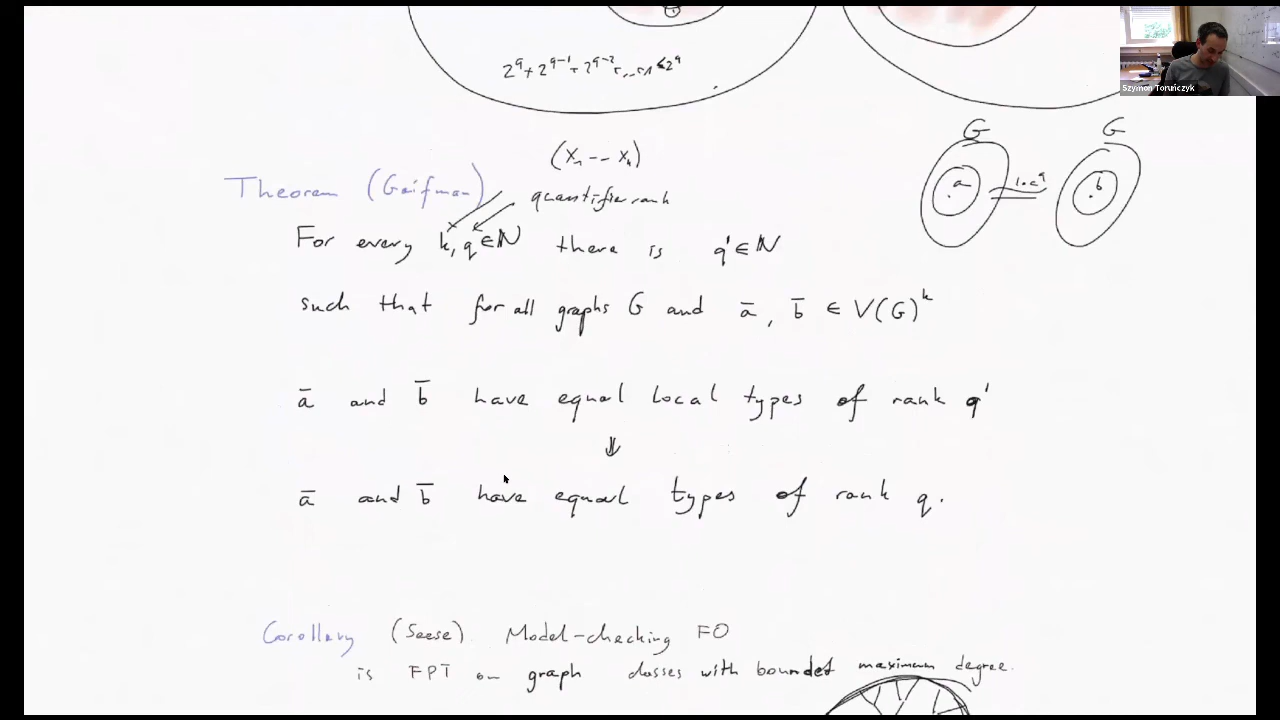 2^q + 2^{q-1} + 2^{q-2}
Szymon Toruńczyk
G G
(x_1 -- x_k)
a loc^q b
Theorem (Gaifman)
quantifier rank
For every k, q ∈ ℕ there is q' ∈ ℕ
such that for all graphs G and ā, b̄ ∈ V(G)^k
ā and b̄ have equal local types of rank q'
⇓
ā and b̄ have equal types of rank q.
Corollary (Seese) Model-checking FO
is FPT on graph classes with bounded maximum degree.